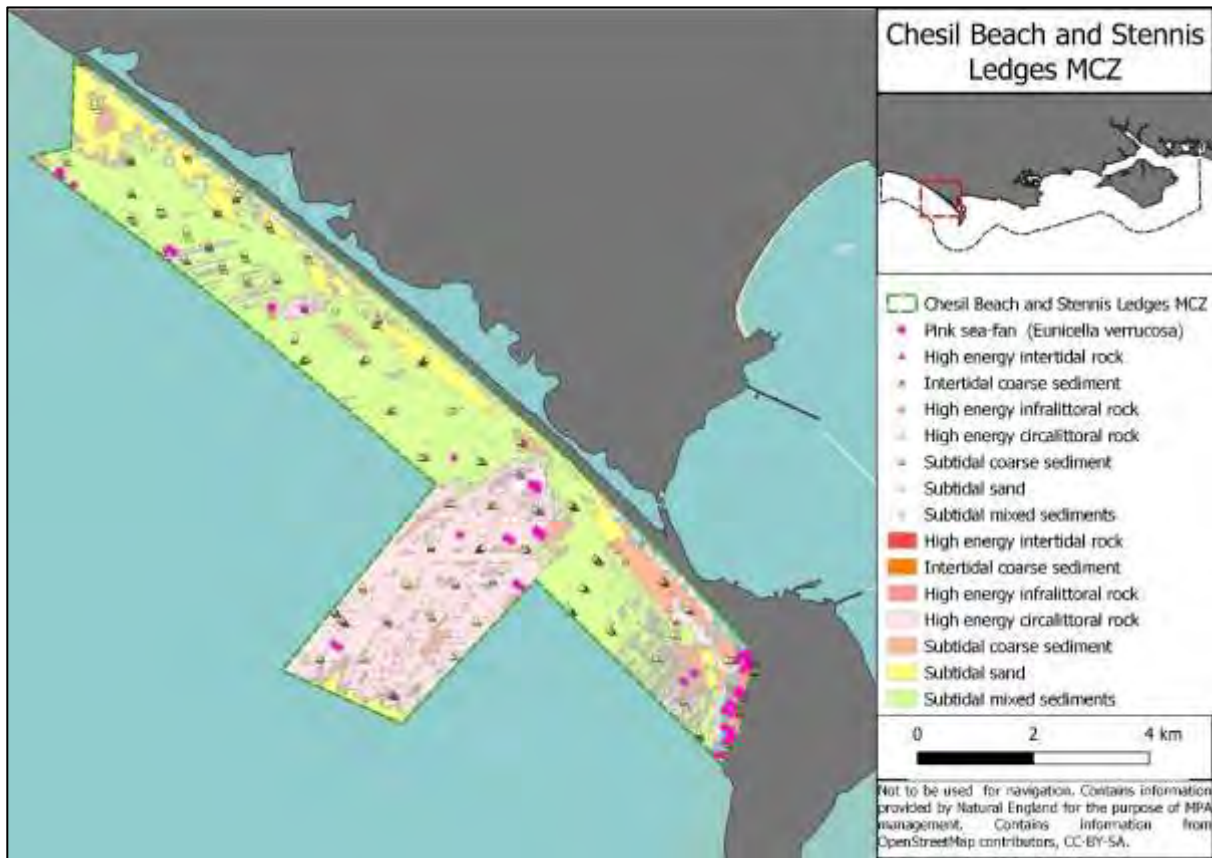 Chesil Beach and Stennis
Ledges MCZ
Chesil Beach and Stennis Ledges MCZ
Pink sea-fan (Eunicella verrucosa)
High energy intertidal rock
Intertidal coarse sediment
High energy infralittoral rock
High energy circalittoral rock
Subtidal coarse sediment
Subtidal sand
Subtidal mixed sediments
High energy intertidal rock
Intertidal coarse sediment
High energy infralittoral rock
High energy circalittoral rock
Subtidal coarse sediment
Subtidal sand
Subtidal mixed sediments
0 2 4 km
Not to be used for navigation. Contains information
provided by Natural England for the purpose of MPA
management. Contains information from
OpenStreetMap contributors, CC-BY-SA.